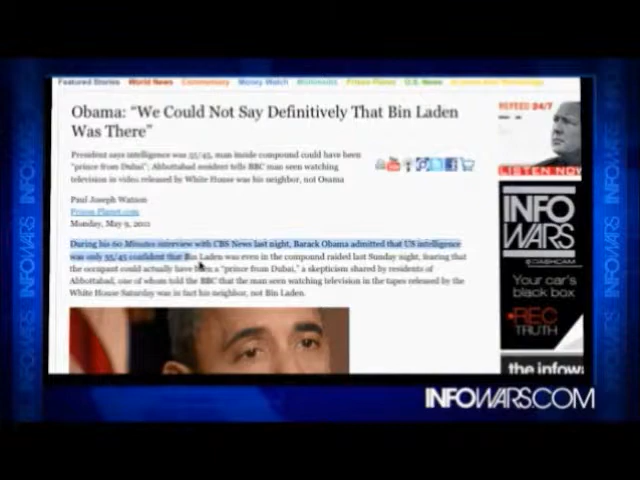 Featured Stories World News Commentary Money Watch Multimedia Prison Planet U.S. News
Obama: “We Could Not Say Definitively That Bin Laden
Was There”
President says intelligence was 55/45, man inside compound could have been
“prince from Dubai”; Abbottabad resident tells BBC man seen watching
television in video released by White House was his neighbor, not Osama
Paul Joseph Watson
Prison Planet.com
Monday, May 9, 2011
During his 60 Minutes interview with CBS News last night, Barack Obama admitted that US intelligence
was only 55/45 confident that Bin Laden was even in the compound raided last Sunday night, fearing that
the occupant could actually have been a “prince from Dubai,” a skepticism shared by residents of
Abbottabad, one of whom told the BBC that the man seen watching television in the tapes released by the
White House Saturday was in fact his neighbor, not Bin Laden.
24/7
LISTEN NOW
INFO
WARS
DASHCAM
Your car's
black box
REC
TRUTH
the infow
INFOWARS
INFOWARS
INFOWARS
INFOWARS
INFOWARS.COM